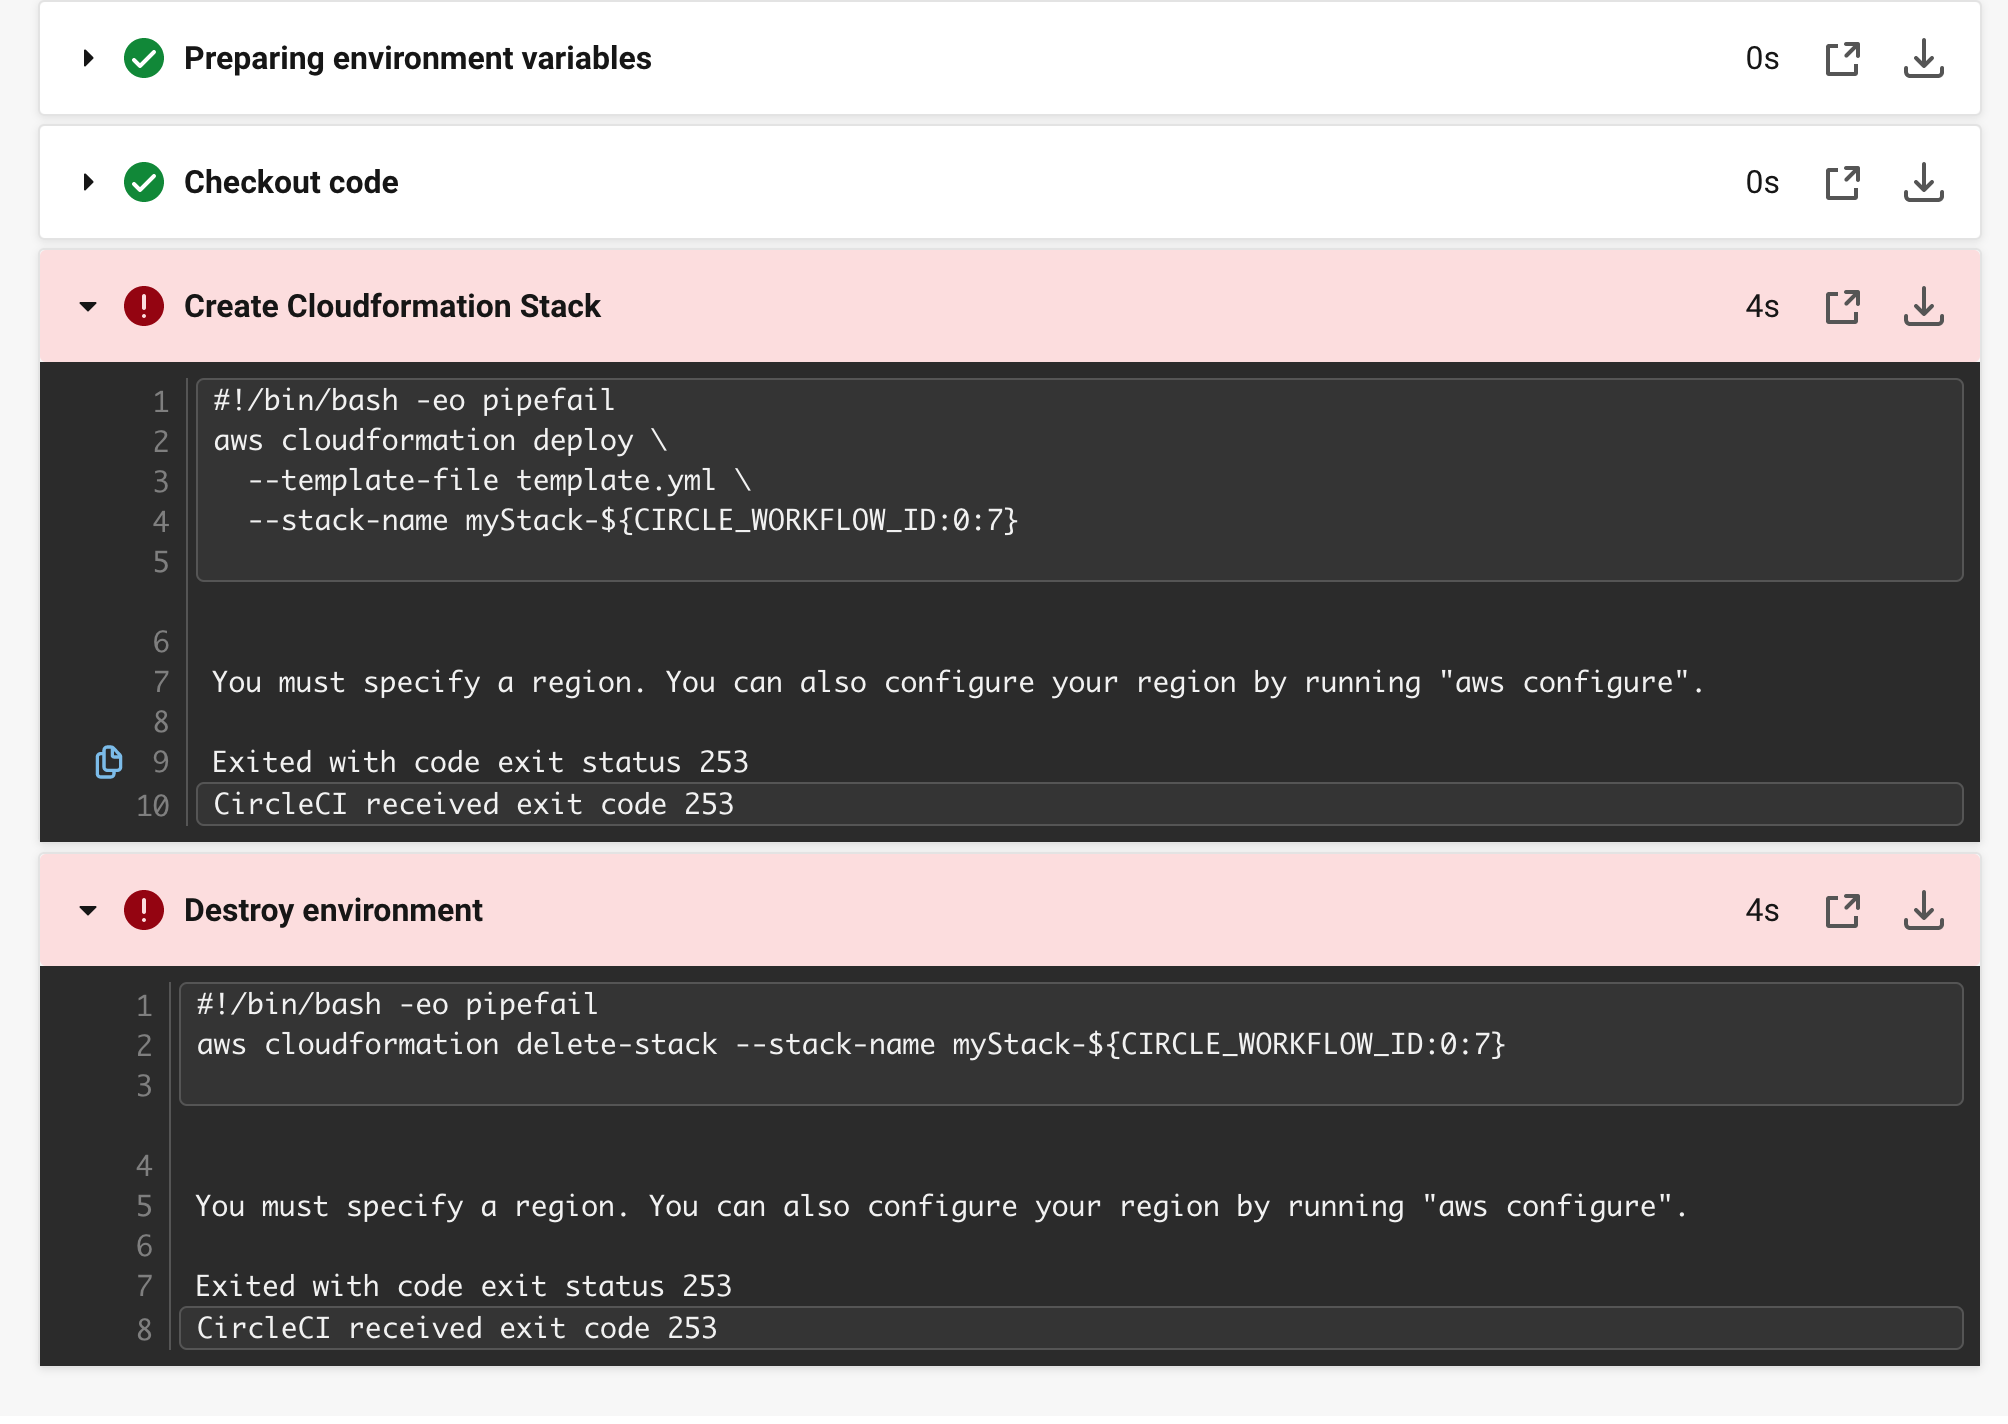 Preparing environment variables 0s
Checkout code 0s
Create Cloudformation Stack 4s
1 #!/bin/bash -eo pipefail
2 aws cloudformation deploy \
3   --template-file template.yml \
4   --stack-name myStack-${CIRCLE_WORKFLOW_ID:0:7}
5
6
7 You must specify a region. You can also configure your region by running "aws configure".
8
9 Exited with code exit status 253
10 CircleCI received exit code 253
Destroy environment 4s
1 #!/bin/bash -eo pipefail
2 aws cloudformation delete-stack --stack-name myStack-${CIRCLE_WORKFLOW_ID:0:7}
3
4
5 You must specify a region. You can also configure your region by running "aws configure".
6
7 Exited with code exit status 253
8 CircleCI received exit code 253